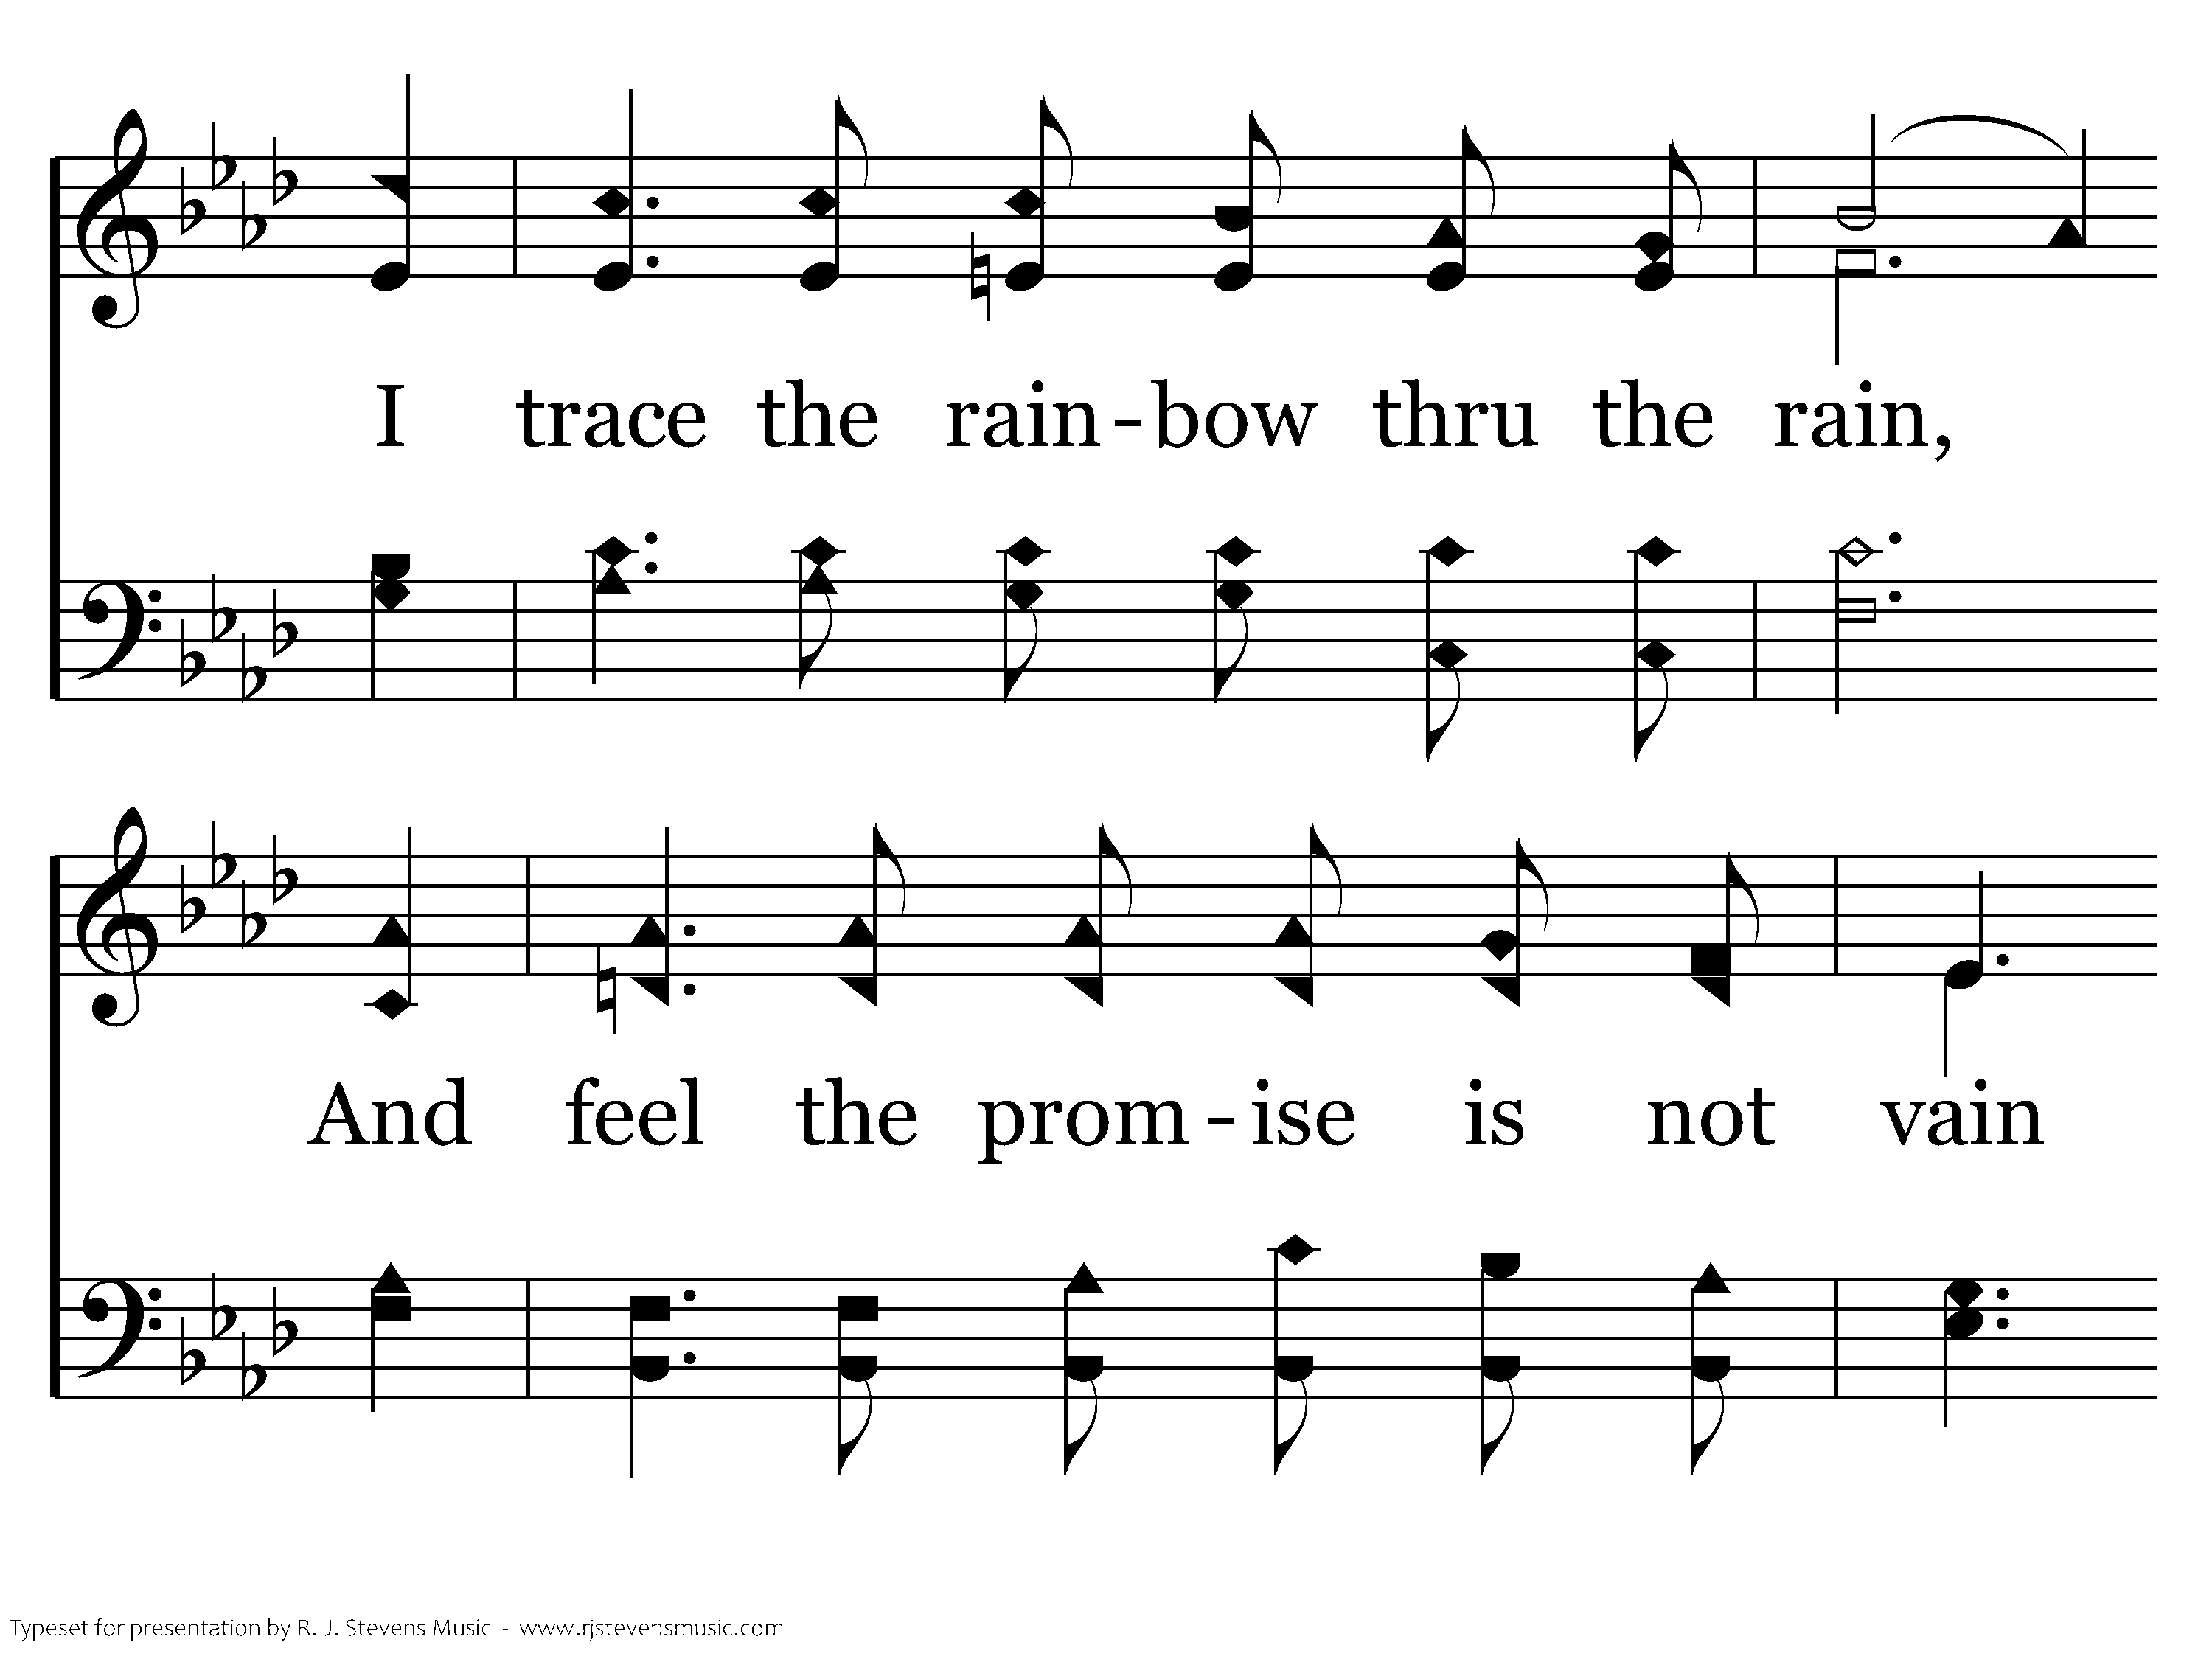 I trace the rain - bow thru the rain,
And feel the prom - ise is not vain
Typeset for presentation by R. J. Stevens Music - www.rjstevensmusic.com